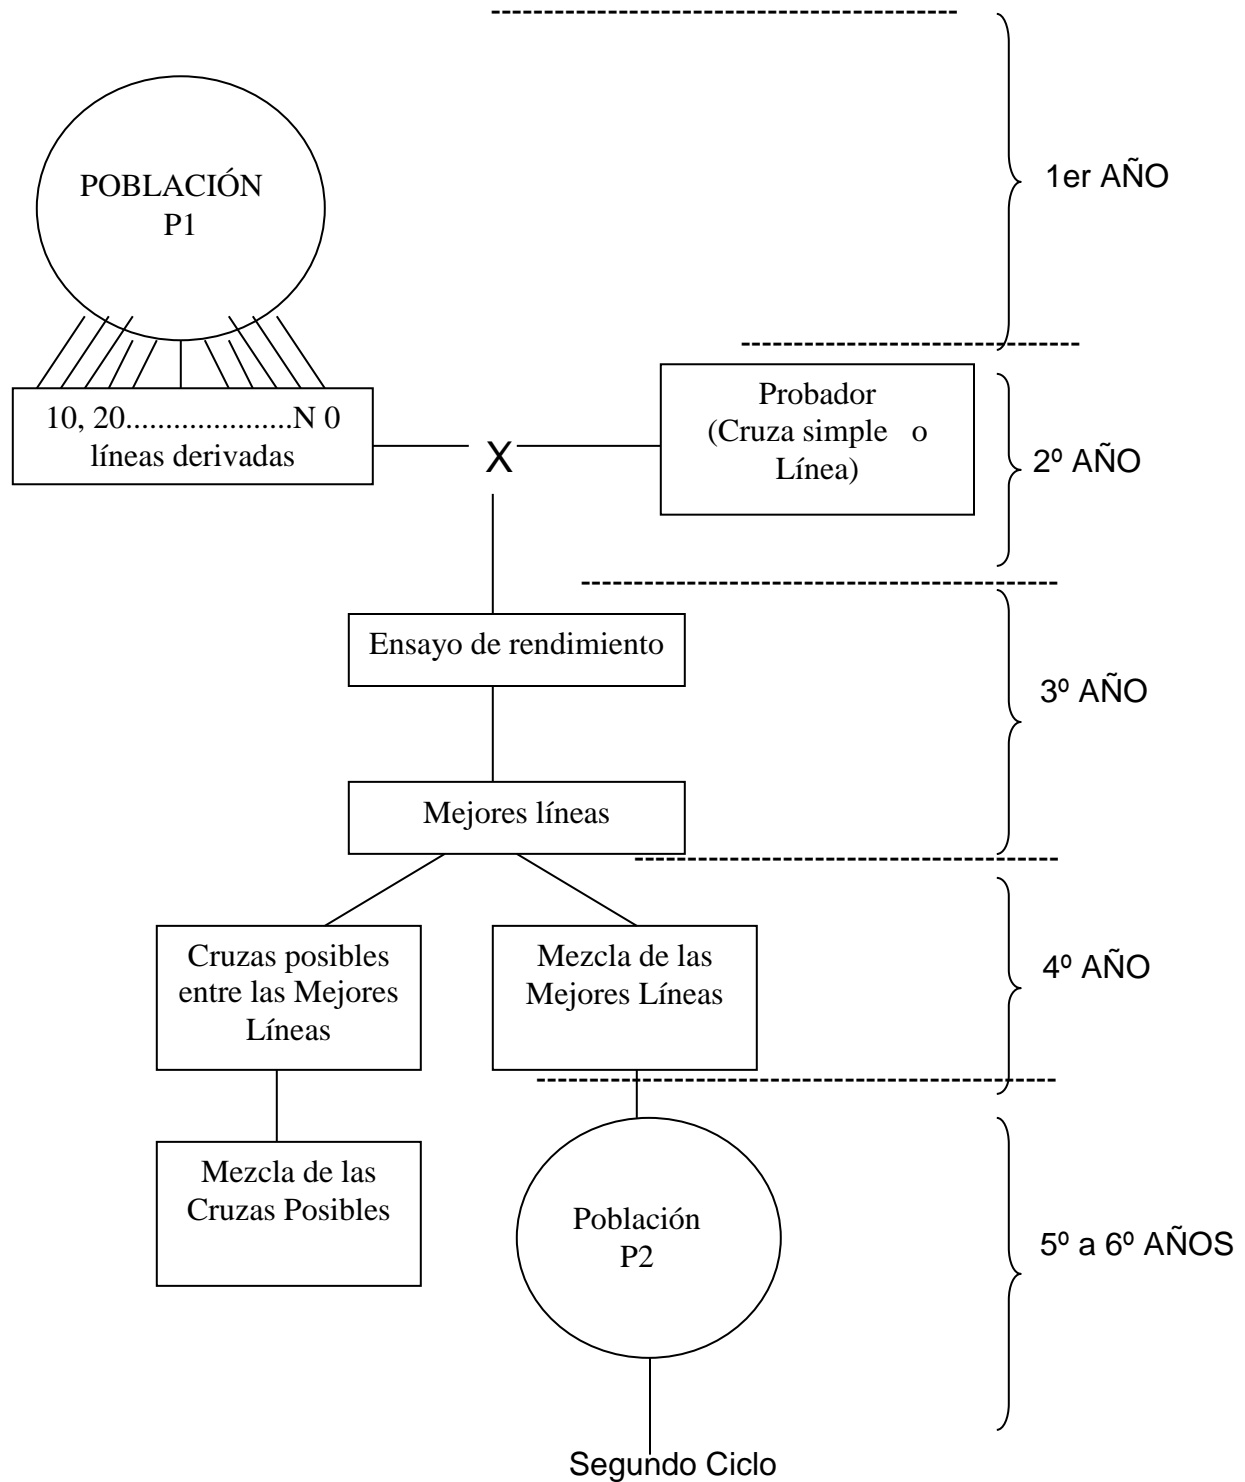 1er AÑO
POBLACIÓN
P1
10, 20.....................N 0
líneas derivadas
X
Probador
(Cruza simple o
Línea)
2º AÑO
Ensayo de rendimiento
3º AÑO
Mejores líneas
Cruzas posibles
entre las Mejores
Líneas
Mezcla de las
Mejores Líneas
4º AÑO
Mezcla de las
Cruzas Posibles
Población
P2
5º a 6º AÑOS
Segundo Ciclo